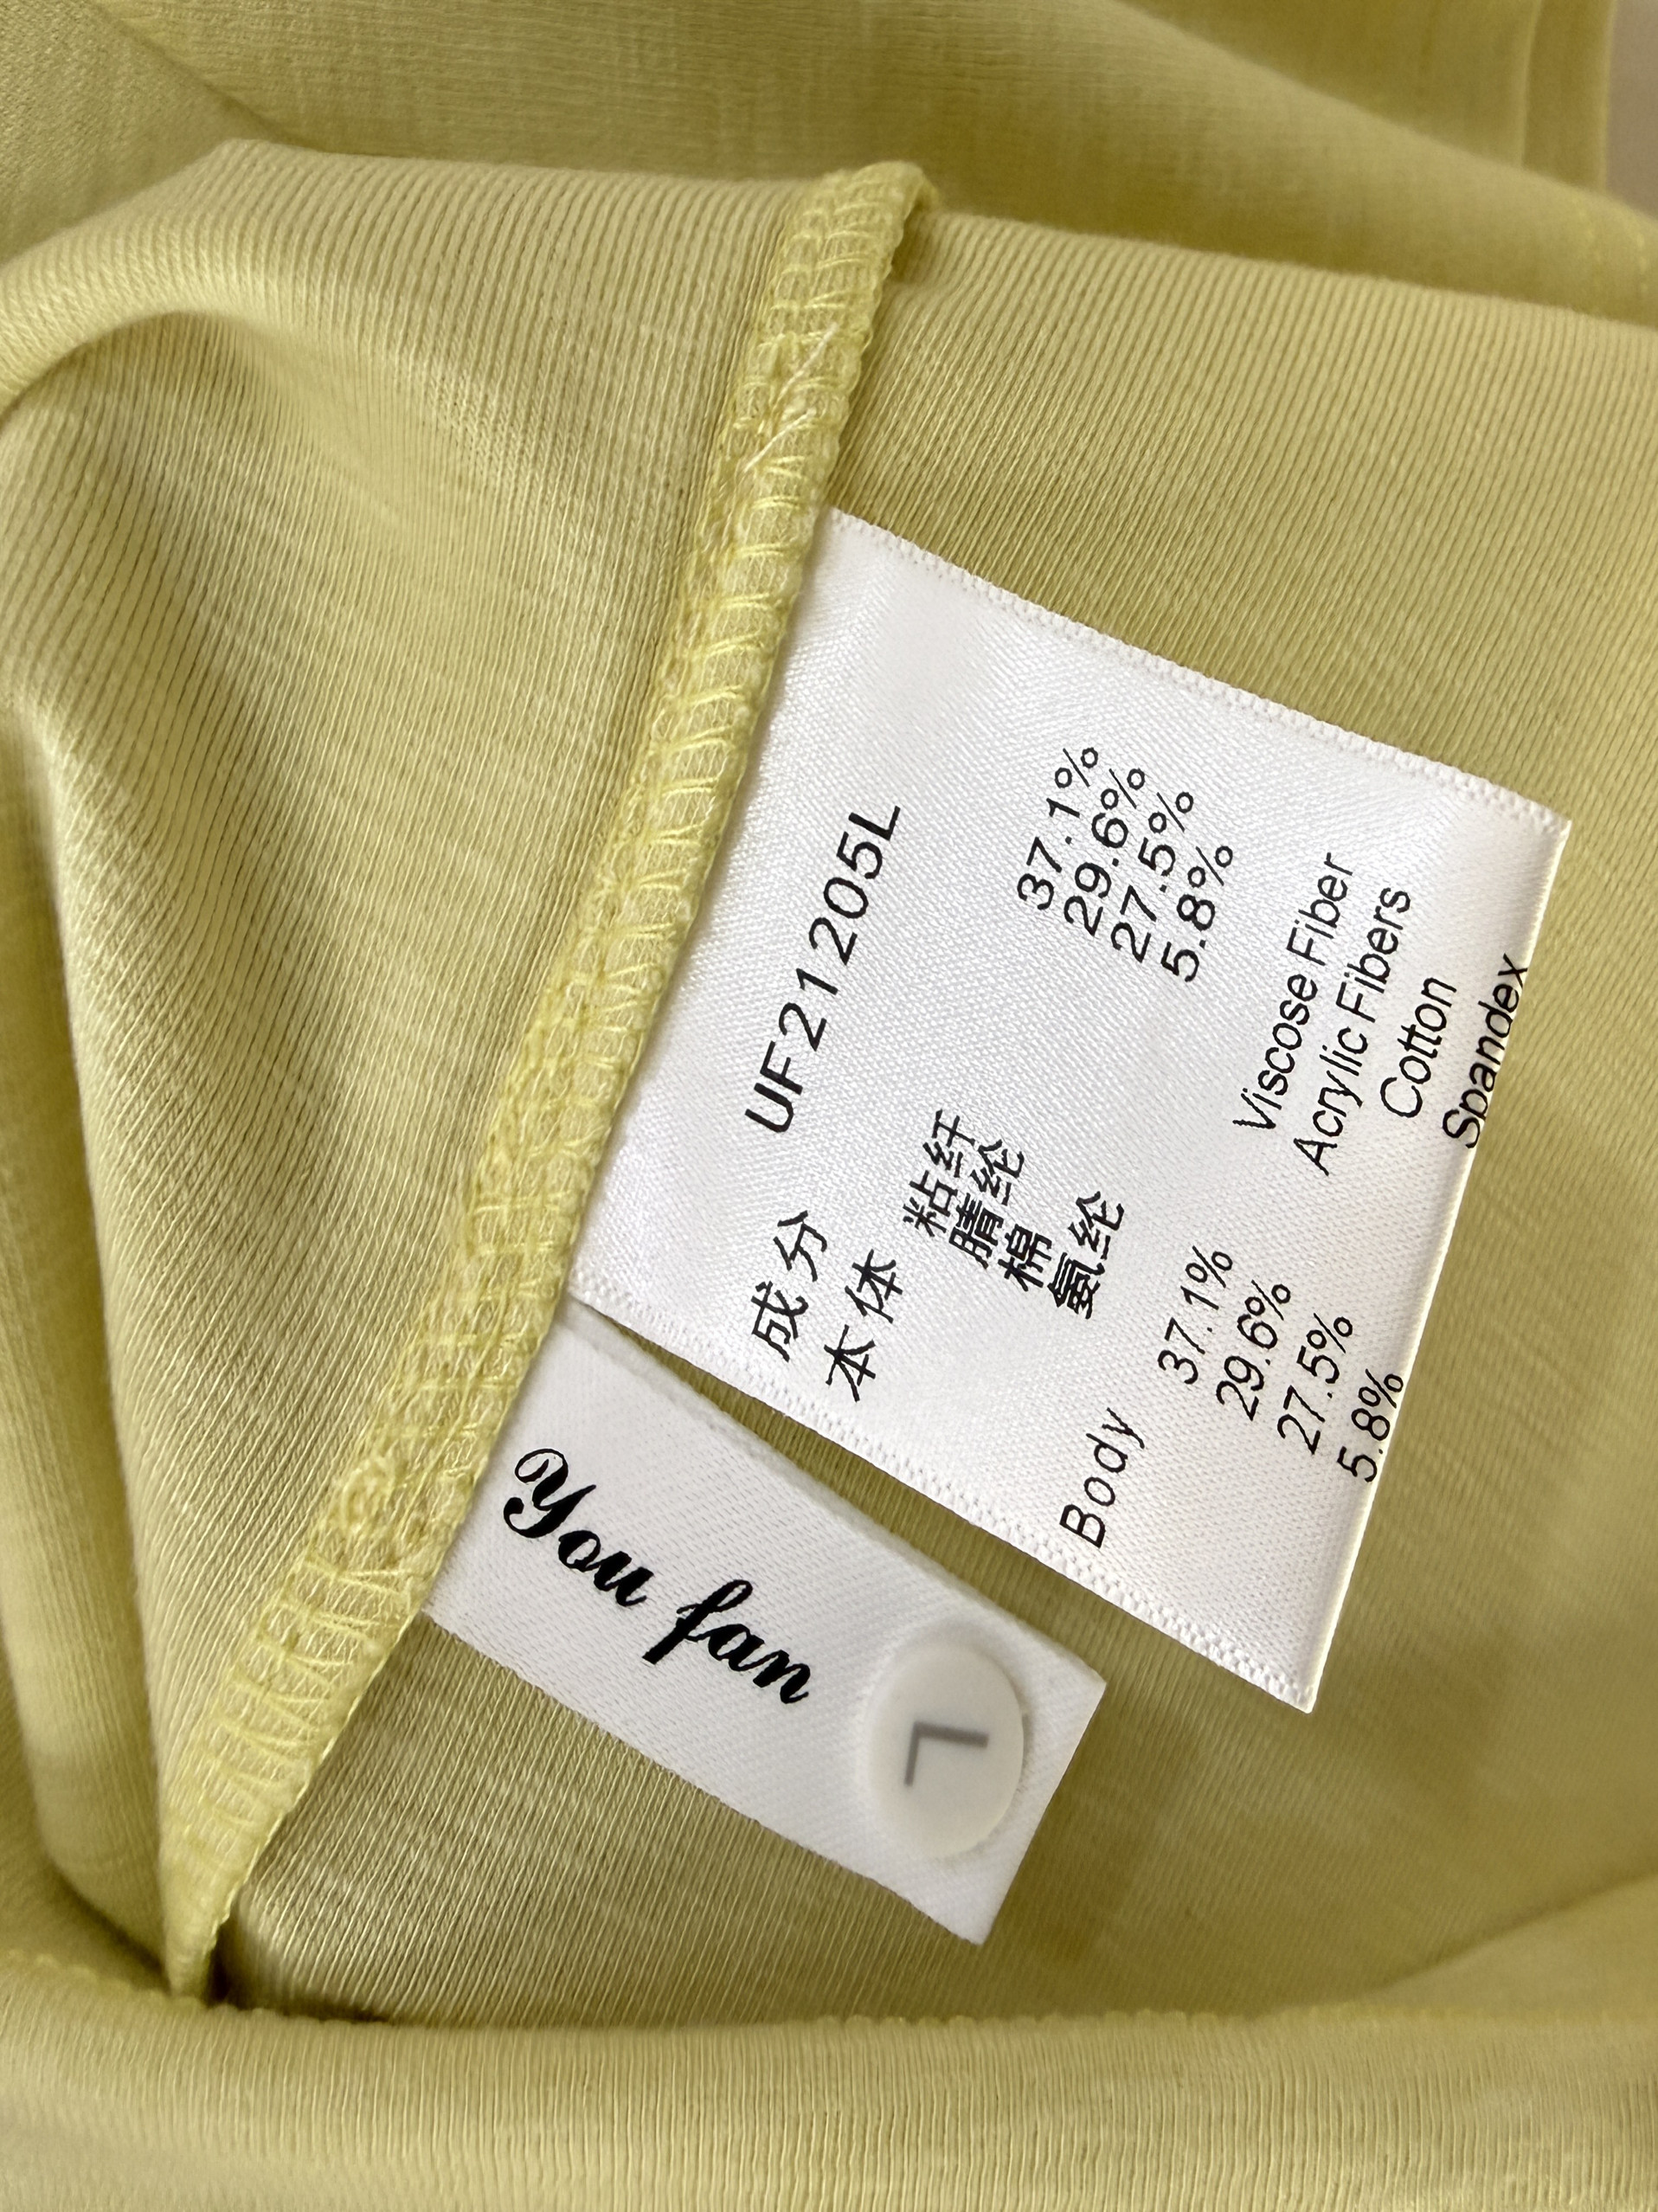 UF21205L
成分
本体
粘纤 37.1%
腈纶 29.6%
棉 27.5%
氨纶 5.8%
Body
37.1% Viscose Fiber
29.6% Acrylic Fibers
27.5% Cotton
5.8% Spandex
You fan
L